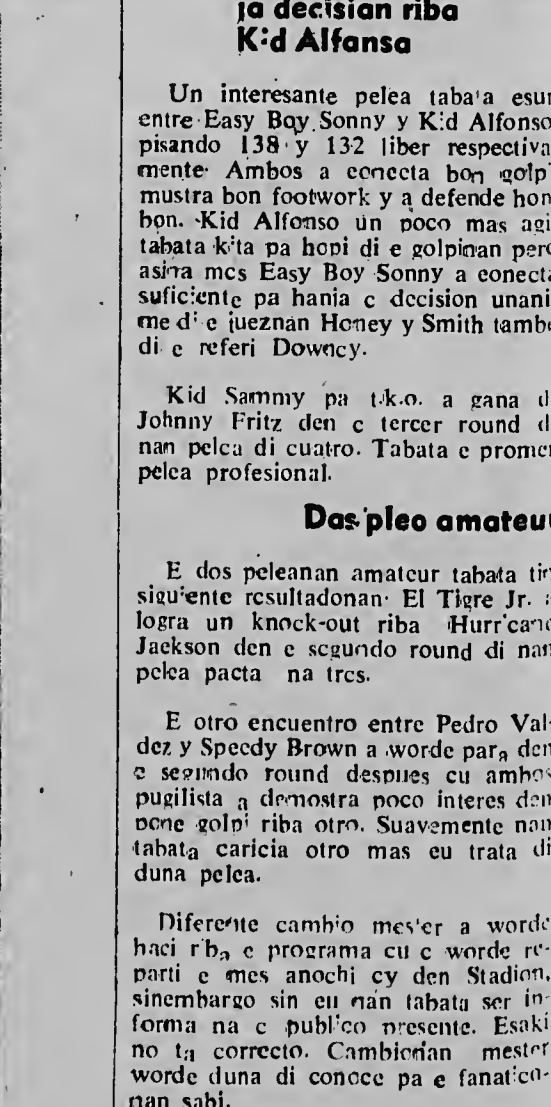 ja decisian riba
Kid Alfansa
Un interesante pelea tabata esun
entre Easy Boy Sonny y Kid Alfonso
pisando 138 y 132 liber respectiva
mente. Ambos a conecta bon golpi
mustra bon footwork y a defende hon
bon. Kid Alfonso un poco mas agil
tabata kita pa hopi di e golpinan pero
asina mes Easy Boy Sonny a conecta
suficiente pa hania e decision unani
me di e jueznan Honey y Smith tambe
di e referi Downcy.
Kid Sammy pa t.k.o. a gana di
Johnny Fritz den e tercer round di
nan pelea di cuatro. Tabata e promer
pelea profesional.
Dos pleo amateur
E dos peleanan amateur tabata tin
siguiente resultadonan. El Tigre Jr. a
logra un knock-out riba Hurricane
Jackson den e segundo round di nan
pelea pacta na tres.
E otro encuentro entre Pedro Val-
dez y Speedy Brown a worde para den
e segundo round despues cu ambos
pugilista a demostra poco interes den
pone golpi riba otro. Suavemente nan
tabata caricia otro mas cu trata di
duna pelea.
Diferente cambio mester a worde
haci riba e programa cu e worde re-
parti e mes anochi ey den Stadion,
sinembargo sin cu nan tabata ser in-
forma na e publico presente. Esaki
no ta correcto. Cambionan mester
worde duna di conoce pa e fanatico-
nan sabi.